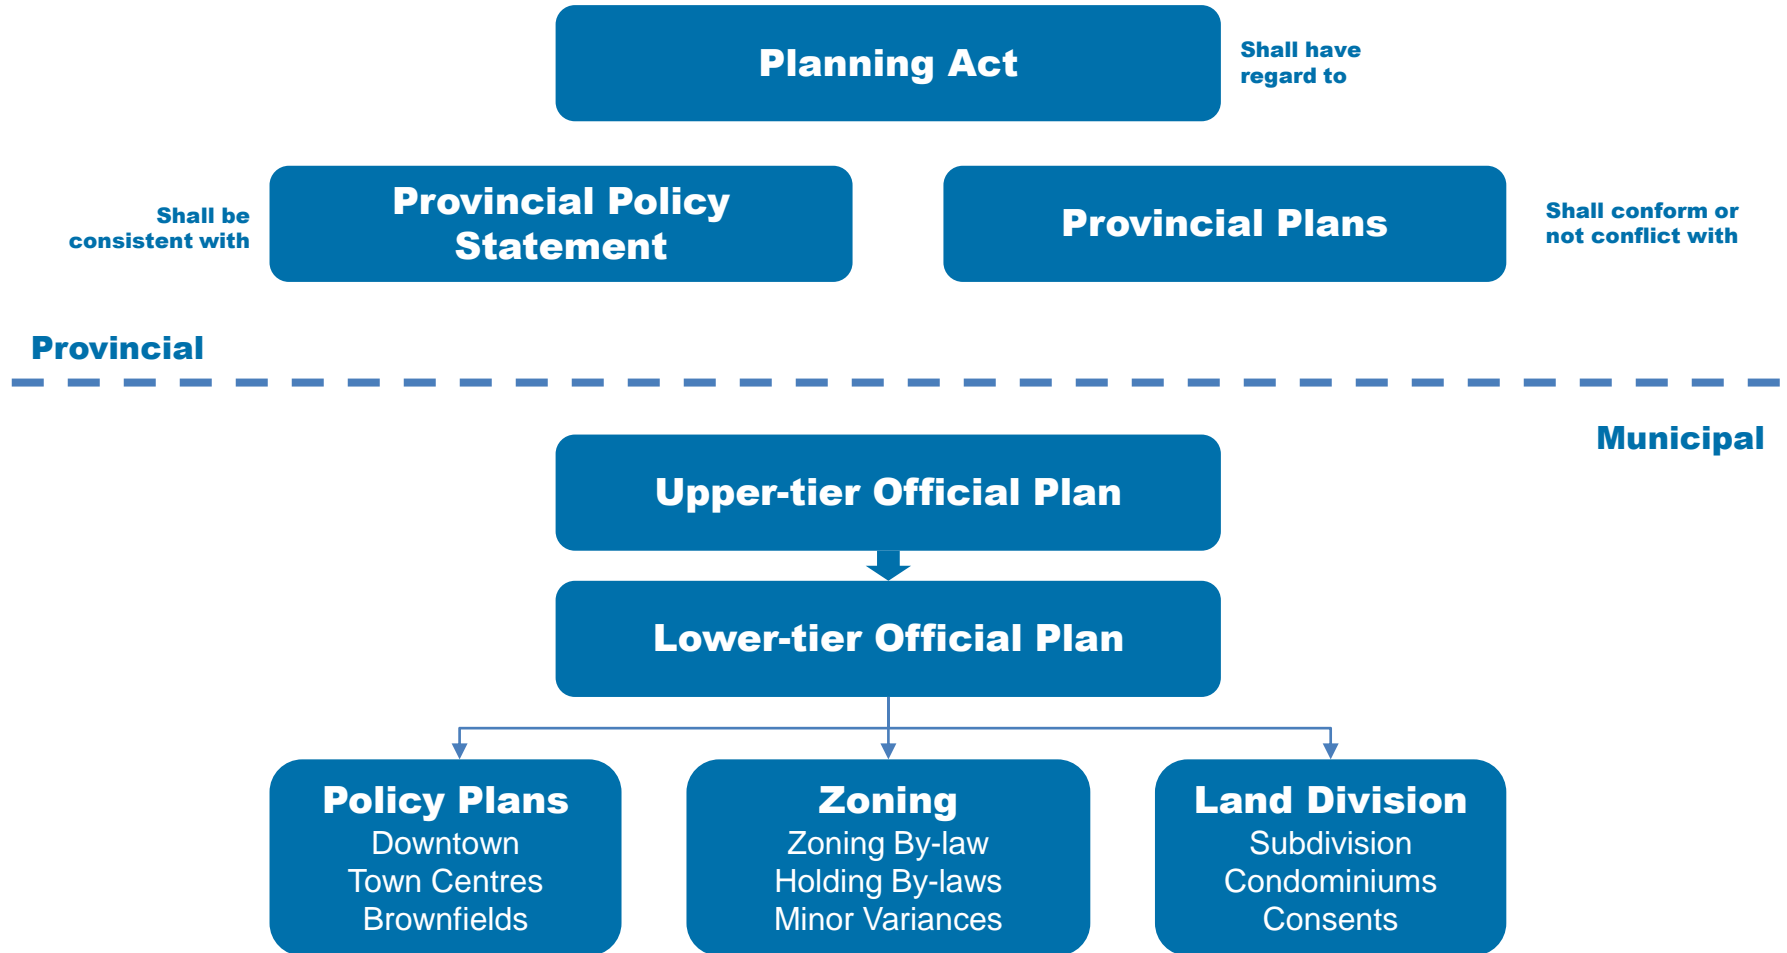 Planning Act
Shall have
regard to
Shall be
consistent with
Provincial Policy
Statement
Provincial Plans
Shall conform or
not conflict with
Provincial
Municipal
Upper-tier Official Plan
Lower-tier Official Plan
Policy Plans
Downtown
Town Centres
Brownfields
Zoning
Zoning By-law
Holding By-laws
Minor Variances
Land Division
Subdivision
Condominiums
Consents